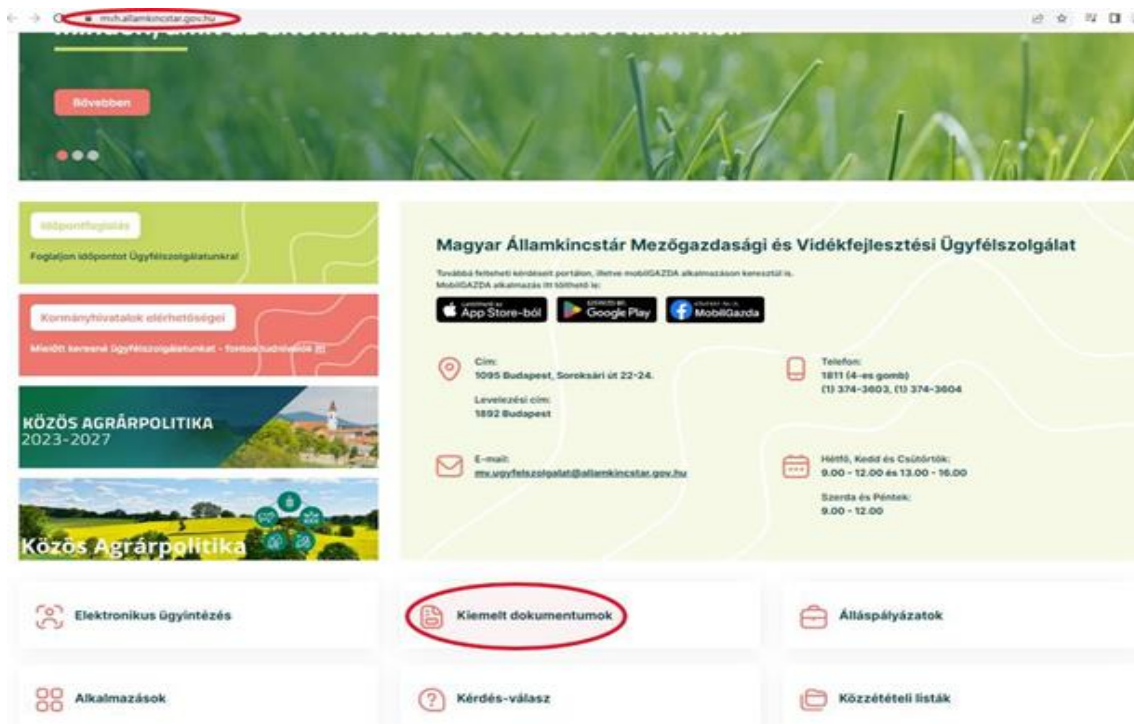 mvh.allamkincstar.gov.hu
Bővebben
Időpontfoglalás
Foglaljon időpontot Ügyfélszolgálatunkra!
Kormányhivatalok elérhetőségei
Mielőtt keresné ügyfélszolgálatunkat - fontos tudnivalók itt
KÖZÖS AGRÁRPOLITIKA
2023-2027
Közös Agrárpolitika
Magyar Államkincstár Mezőgazdasági és Vidékfejlesztési Ügyfélszolgálat
Továbbá felteheti kérdéseit portálon, illetve mobilGAZDA alkalmazáson keresztül is.
MobilGAZDA alkalmazás itt tölthető le:
App Store-ból
Google Play
MobilGazda
Cím:
1095 Budapest, Soroksári út 22-24.
Levelezési cím:
1892 Budapest
Telefon:
1811 (4-es gomb)
(1) 374-3603, (1) 374-3604
E-mail:
mv.ugyfelszolgalat@allamkincstar.gov.hu
Hétfő, Kedd és Csütörtök:
9.00 - 12.00 és 13.00 - 16.00
Szerda és Péntek:
9.00 - 12.00
Elektronikus ügyintézés
Kiemelt dokumentumok
Álláspályázatok
Alkalmazások
Kérdés-válasz
Közzétételi listák